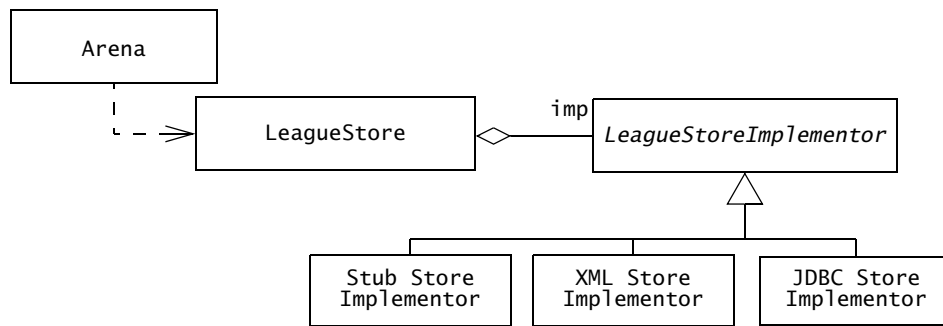 Arena
LeagueStore
imp
LeagueStoreImplementor
Stub Store
Implementor
XML Store
Implementor
JDBC Store
Implementor